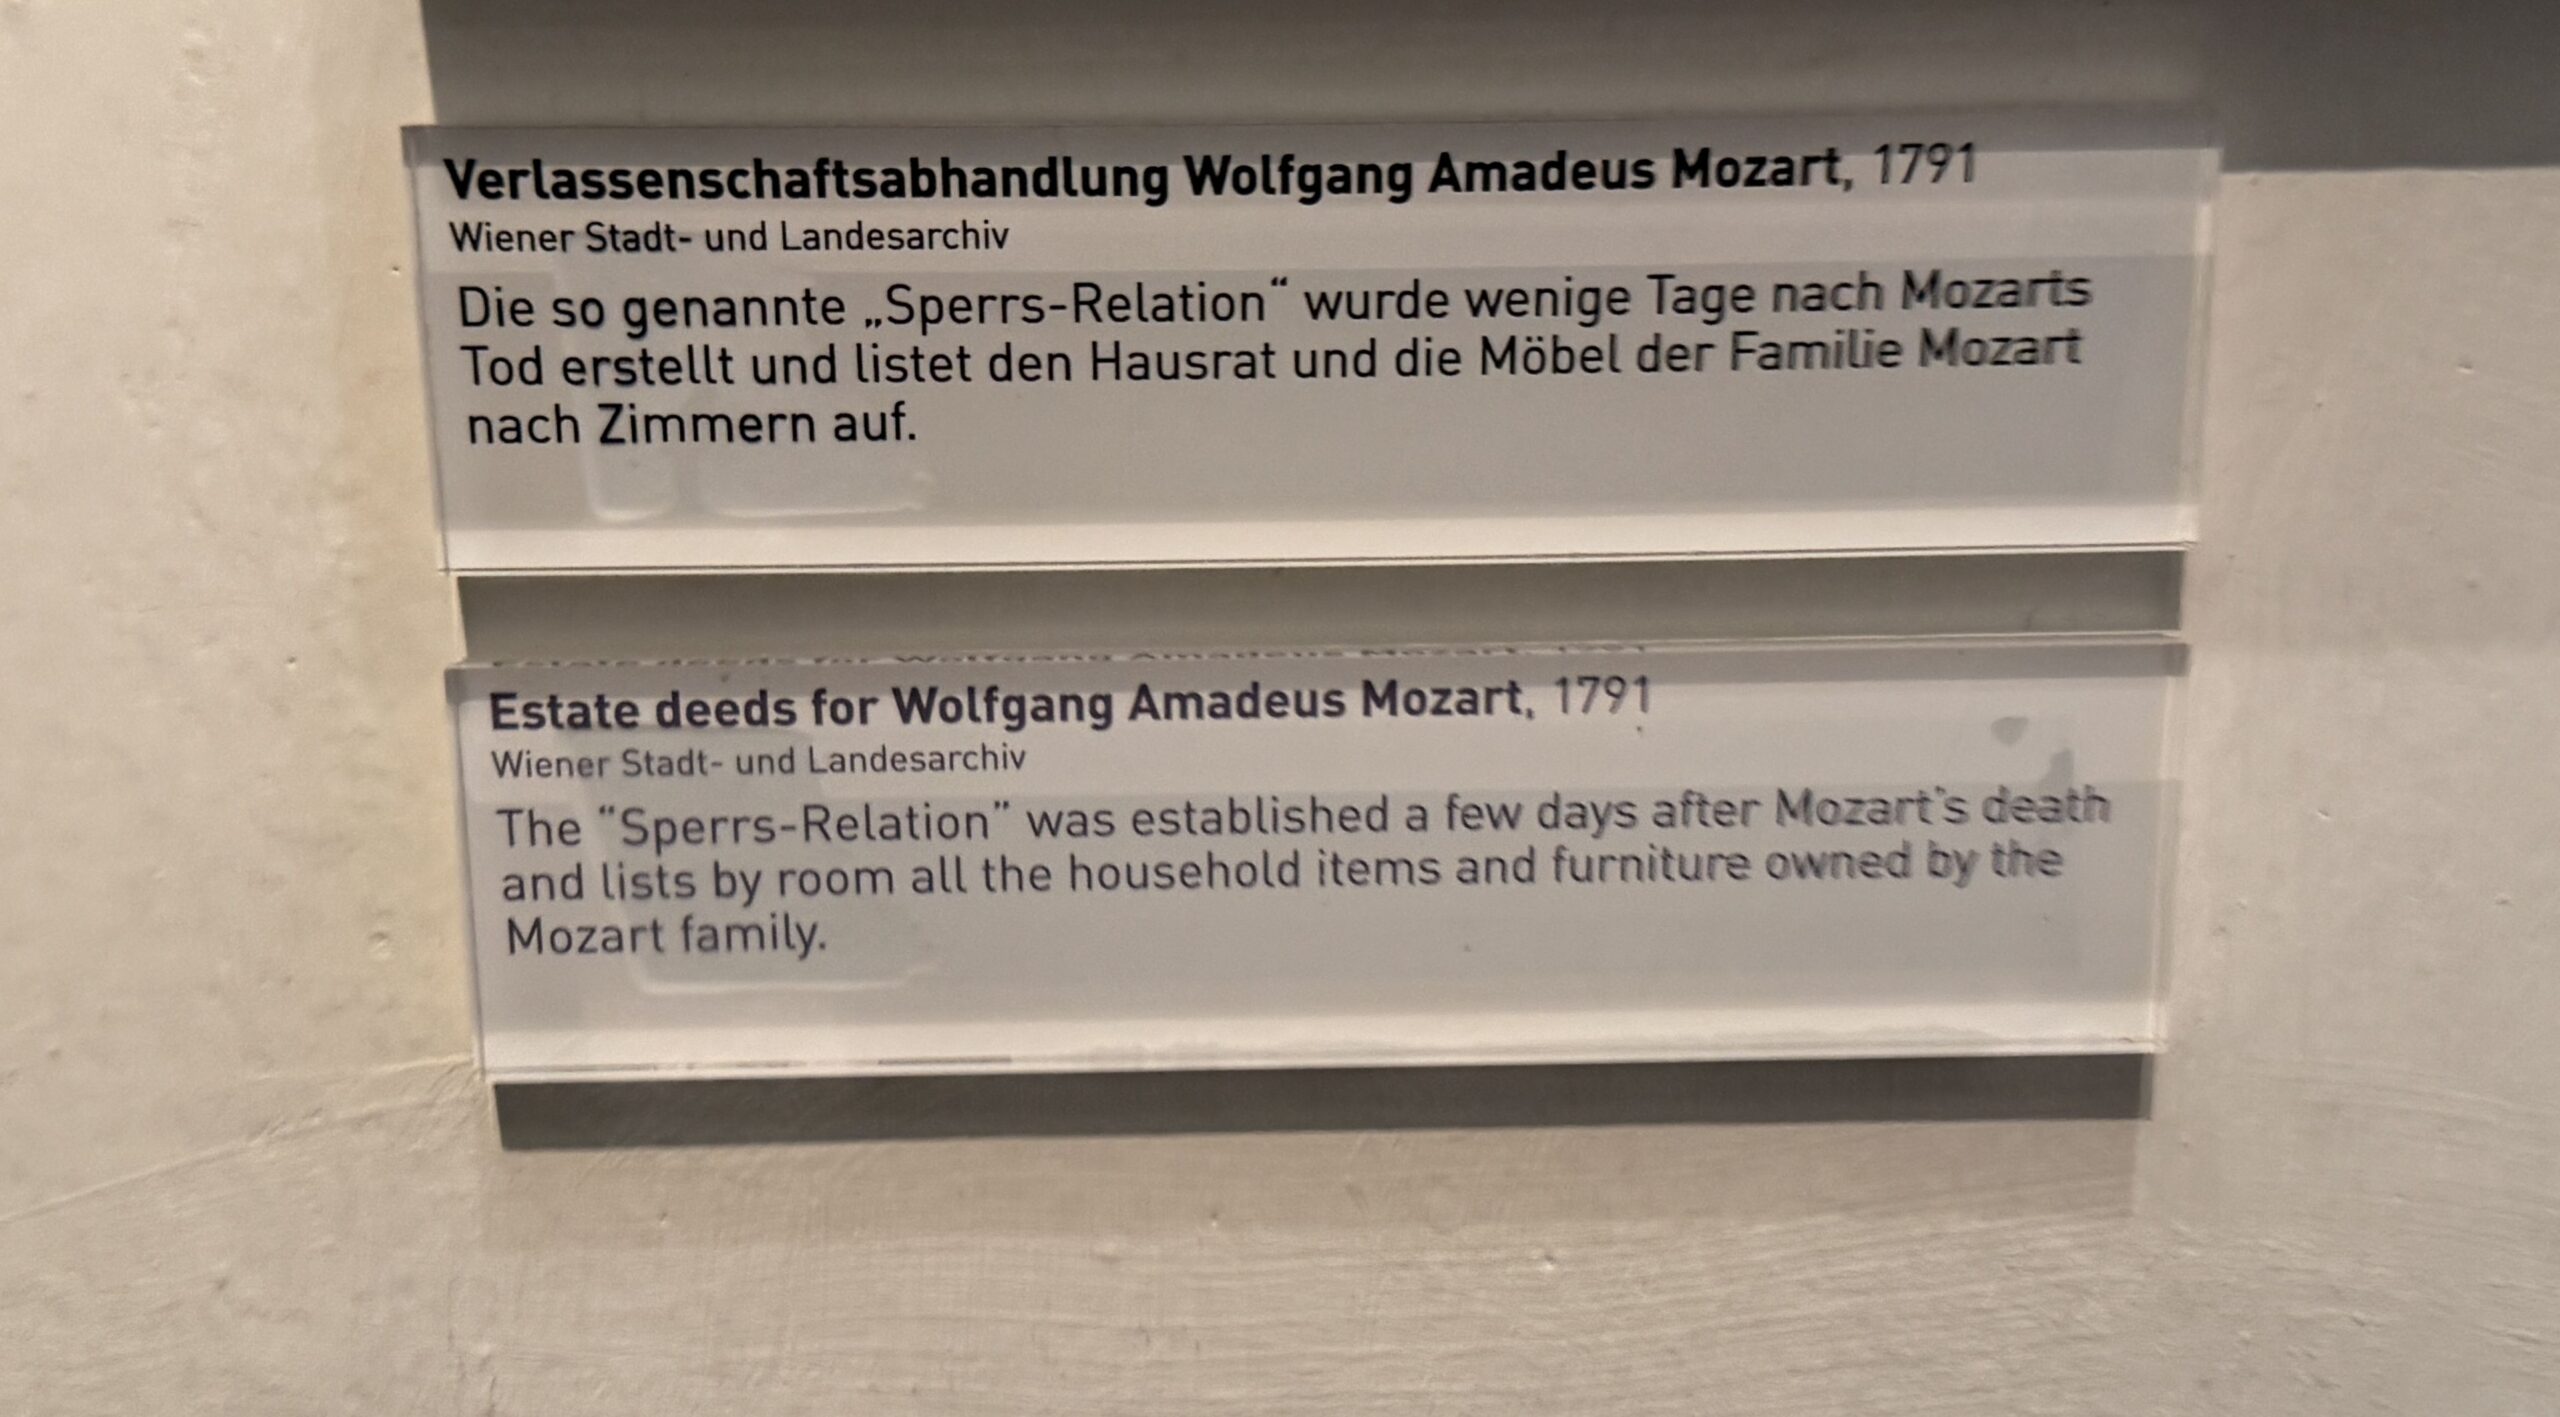 Verlassenschaftsabhandlung Wolfgang Amadeus Mozart, 1791
Wiener Stadt- und Landesarchiv
Die so genannte „Sperrs-Relation“ wurde wenige Tage nach Mozarts
Tod erstellt und listet den Hausrat und die Möbel der Familie Mozart
nach Zimmern auf.
Estate deeds for Wolfgang Amadeus Mozart, 1791
Wiener Stadt- und Landesarchiv
The “Sperrs-Relation” was established a few days after Mozart's death
and lists by room all the household items and furniture owned by the
Mozart family.